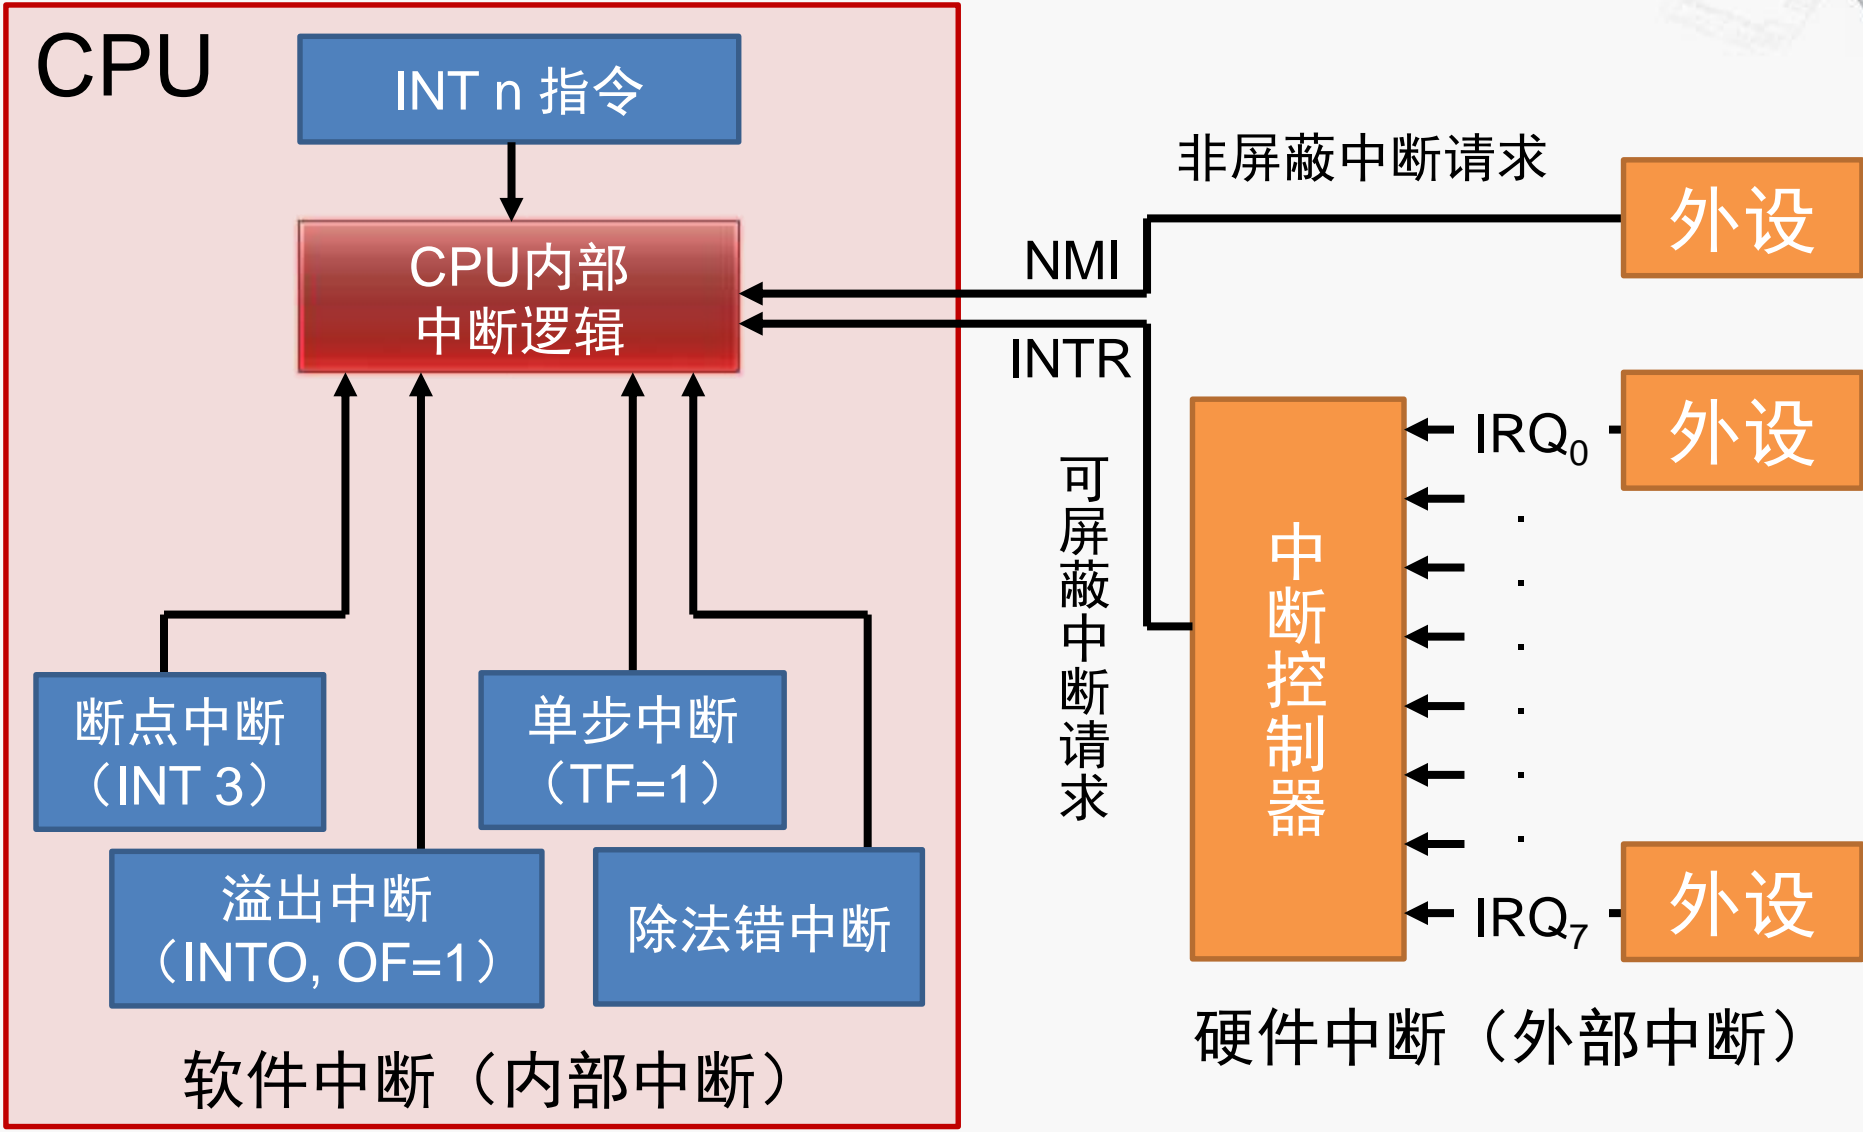 CPU
INT n 指令
非屏蔽中断请求
外设
CPU内部
中断逻辑
NMI
INTR
IRQ0
外设
可屏蔽中断请求
中断控制器
断点中断
（INT 3）
单步中断
（TF=1）
溢出中断
（INTO, OF=1）
除法错中断
IRQ7
外设
软件中断（内部中断）
硬件中断（外部中断）